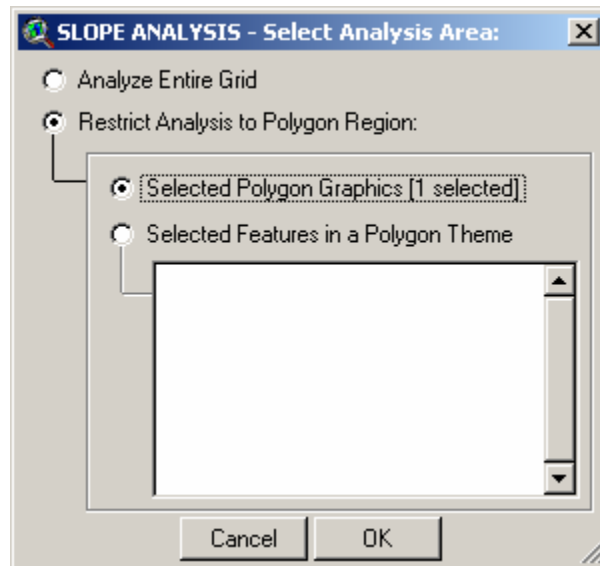 SLOPE ANALYSIS - Select Analysis Area:
Analyze Entire Grid
Restrict Analysis to Polygon Region:
Selected Polygon Graphics [1 selected]
Selected Features in a Polygon Theme
Cancel OK